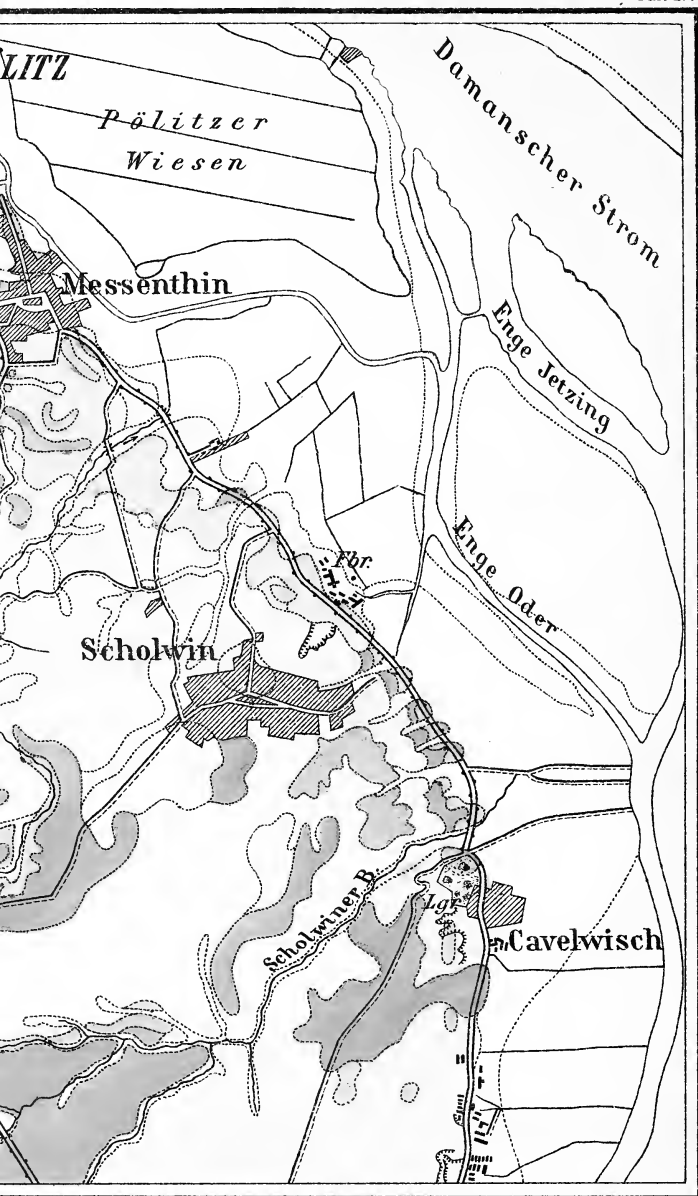 LITZ
Damanscher Strom
Pölitzer
Wiesen
Messenthin
Enge Jetzing
Fbr.
Enge Oder
Scholwin
Scholwiner B.
Lgr.
Cavelwisch